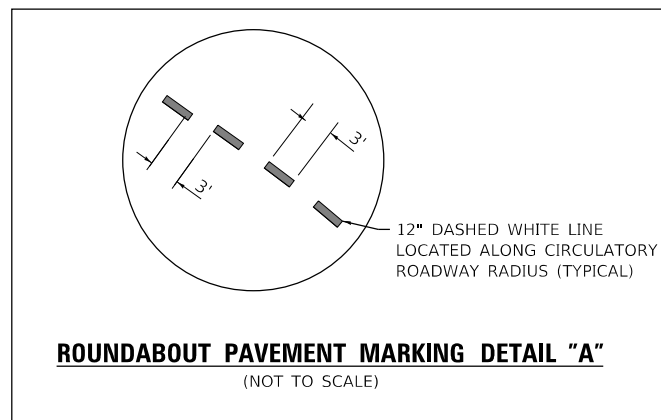 3'
3'
12" DASHED WHITE LINE
LOCATED ALONG CIRCULATORY
ROADWAY RADIUS (TYPICAL)
ROUNDABOUT PAVEMENT MARKING DETAIL "A"
(NOT TO SCALE)